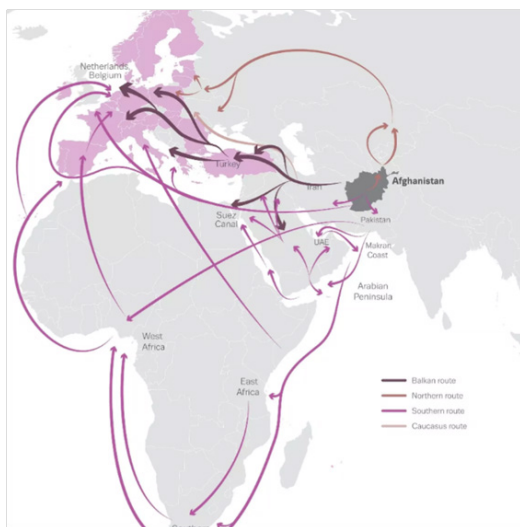 Netherlands
Belgium
Turkey
Iran
Afghanistan
Pakistan
Suez
Canal
UAE
Makran
Coast
Arabian
Peninsula
West
Africa
East
Africa
Balkan route
Northern route
Southern route
Caucasus route